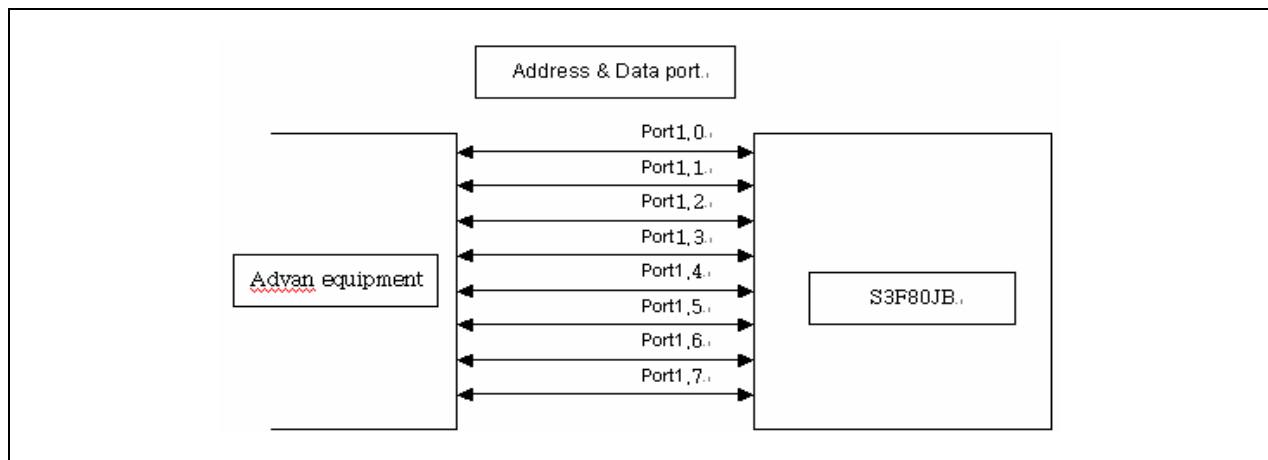 Address & Data port
Port1,0
Port1,1
Port1,2
Port1,3
Port1,4
Port1,5
Port1,6
Port1,7
Advan equipment
S3F80JB